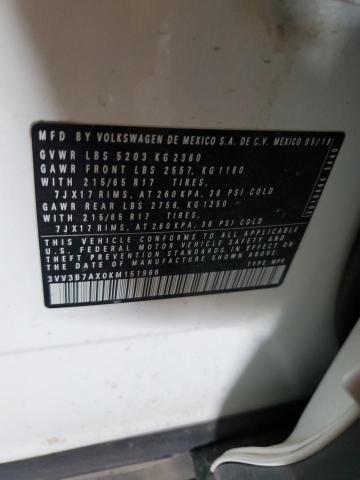 MFD BY VOLKSWAGEN DE MEXICO S.A. DE C.V. MEXICO 05/19
GVWR LBS 5203 KG 2360
GAWR FRONT LBS 2557, KG 1160
WITH 215/65 R17 TIRES,
7JX17 RIMS, AT 260 KPA, 38 PSI COLD
GAWR REAR LBS 2756, KG 1250
WITH 215/65 R17 TIRES,
7JX17 RIMS, AT 260 KPA, 38 PSI COLD
THIS VEHICLE CONFORMS TO ALL APPLICABLE
U.S. FEDERAL MOTOR VEHICLE SAFETY AND
THEFT PREVENTION STANDARDS IN EFFECT ON THE
DATE OF MANUFACTURE SHOWN ABOVE.
3VV3B7AX0KM151966
TYPE: MPV